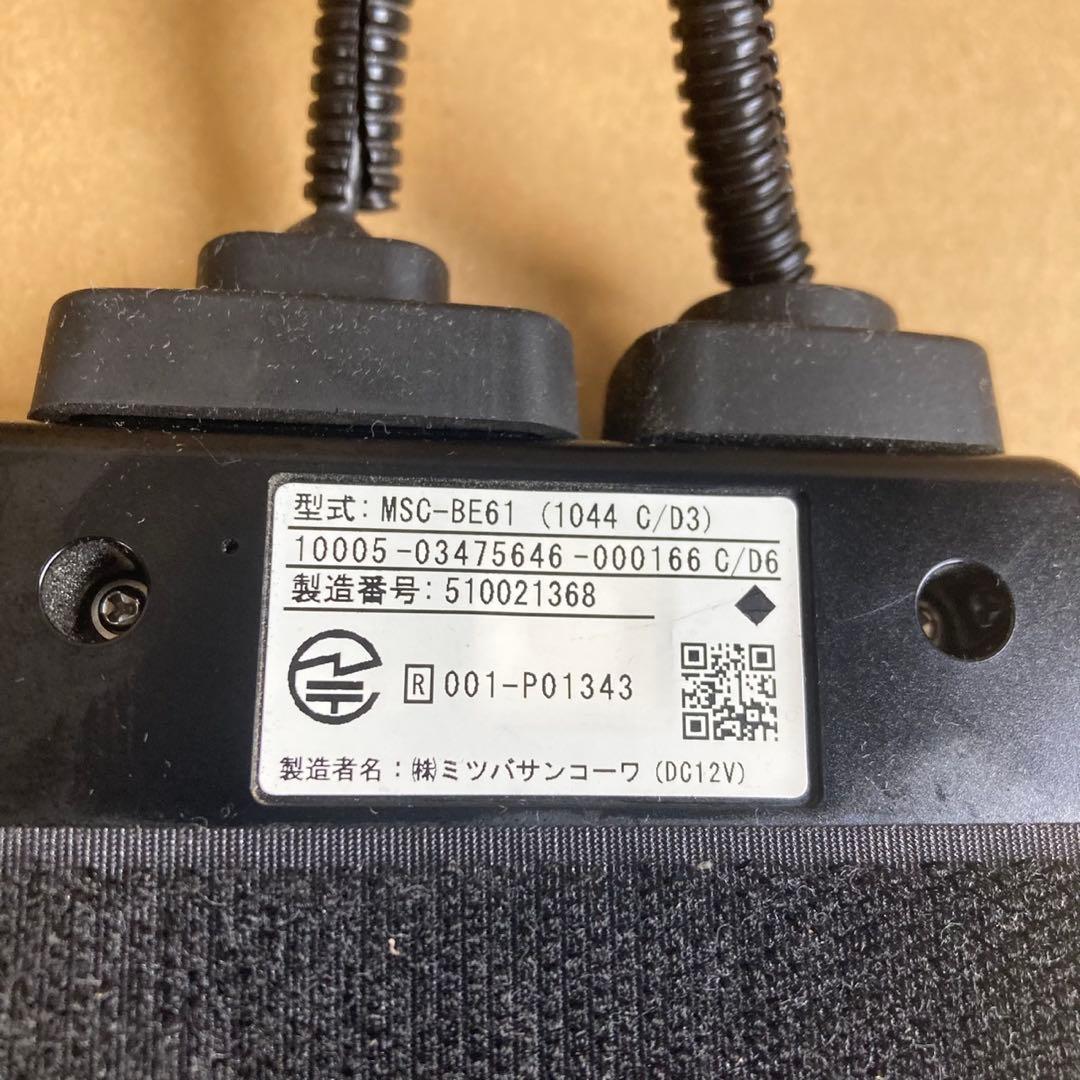 型式: MSC-BE61 (1044 C/D3)
10005-03475646-000166 C/D6
製造番号: 510021368
R 001-P01343
製造者名：㈱ミツバサンコーワ (DC12V)